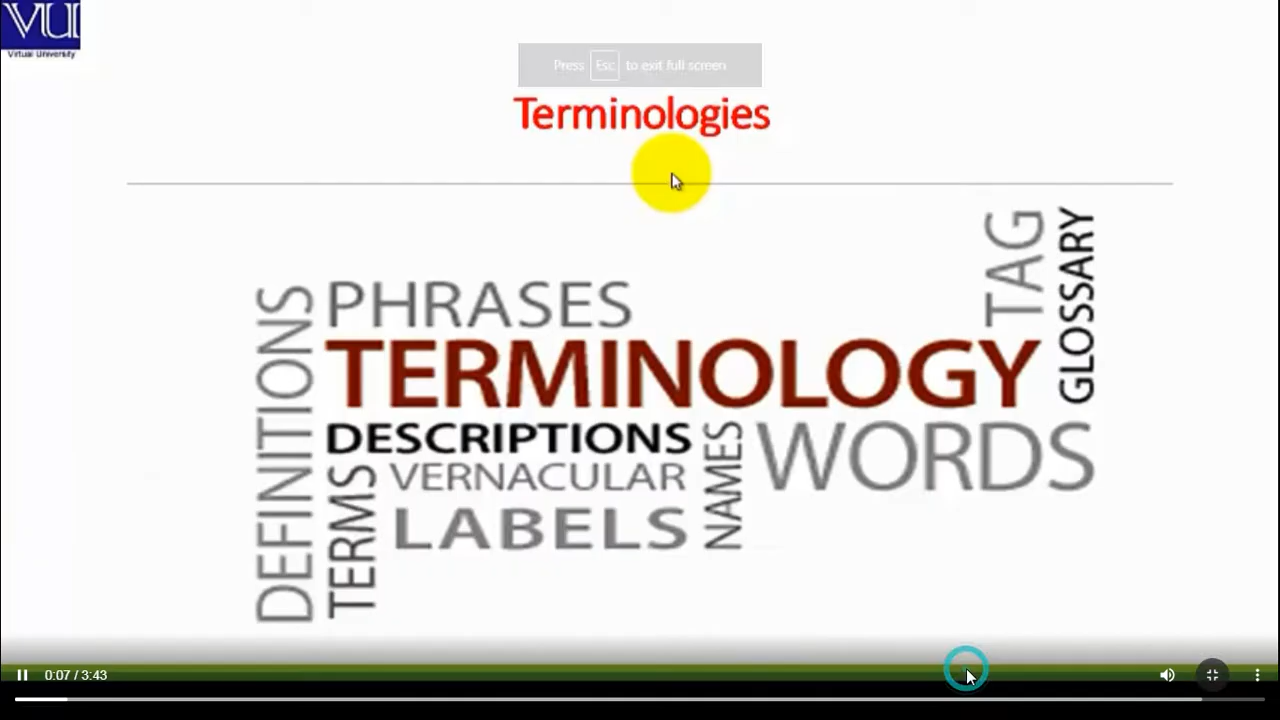 VU
Virtual University
Press Esc to exit full screen
Terminologies
DEFINITIONS
PHRASES
TERMINOLOGY
TAG
GLOSSARY
DESCRIPTIONS
TERMS
VERNACULAR
LABELS
NAMES
WORDS
0:07 / 3:43